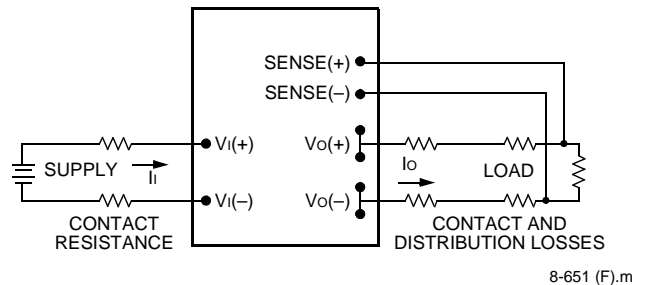 SENSE(+)
SENSE(–)
SUPPLY
II
VI(+)
VO(+)
IO
LOAD
VI(–)
VO(–)
CONTACT
RESISTANCE
CONTACT AND
DISTRIBUTION LOSSES
8-651 (F).m